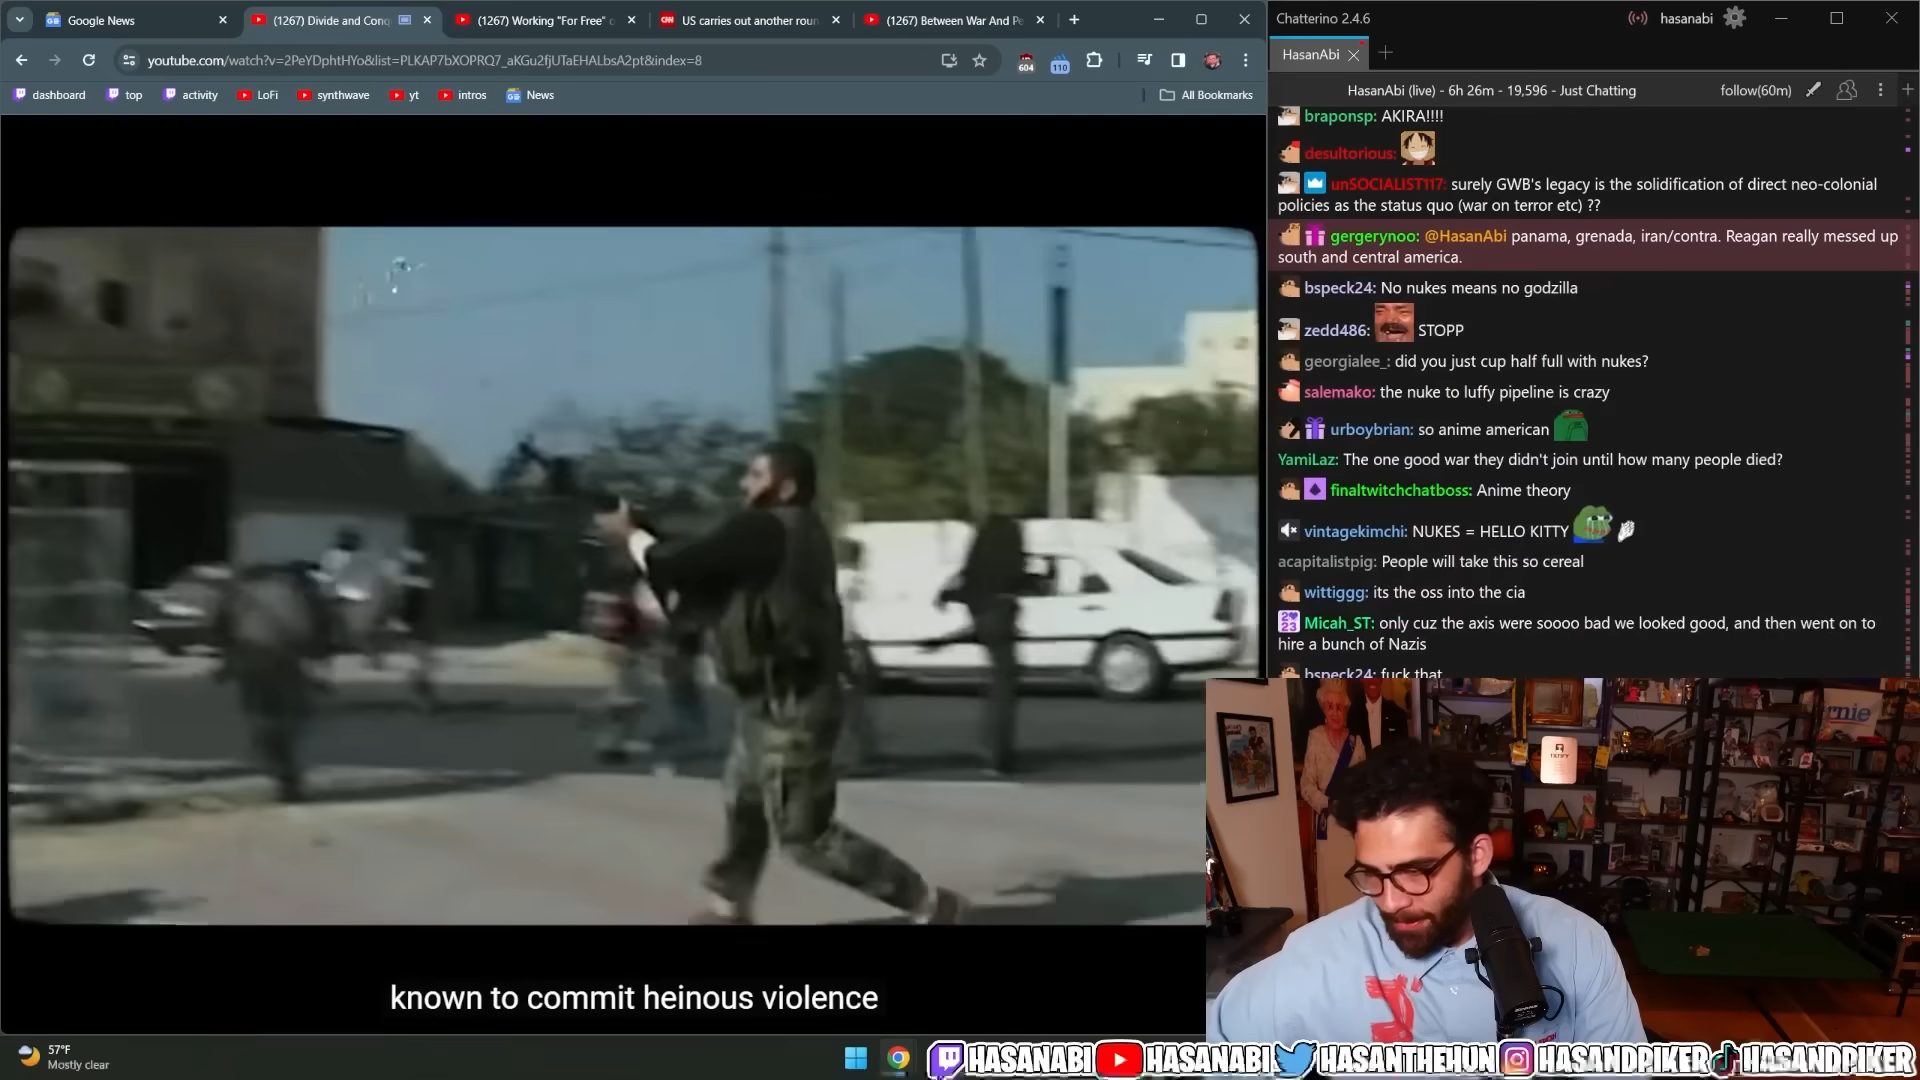 Google News
(1267) Divide and Conq
(1267) Working "For Free" o
US carries out another roun
(1267) Between War And Pe
youtube.com/watch?v=2PeYDphtHYo&list=PLKAP7bXOPRQ7_aKGu2fjUTaEHALbsA2pt&index=8
604
110
dashboard
top
activity
LoFi
synthwave
yt
intros
News
All Bookmarks
known to commit heinous violence
57°F
Mostly clear
Chatterino 2.4.6
hasanabi
HasanAbi
HasanAbi (live) - 6h 26m - 19,596 - Just Chatting
follow(60m)
braponsp: AKIRA!!!!
desultorious:
unSOCIALIST117: surely GWB's legacy is the solidification of direct neo-colonial
policies as the status quo (war on terror etc) ??
gergerynoo: @HasanAbi panama, grenada, iran/contra. Reagan really messed up
south and central america.
bspeck24: No nukes means no godzilla
zedd486: STOPP
georgialee_: did you just cup half full with nukes?
salemako: the nuke to luffy pipeline is crazy
urboybrian: so anime american
YamiLaz: The one good war they didn't join until how many people died?
finaltwitchchatboss: Anime theory
vintagekimchi: NUKES = HELLO KITTY
acapitalistpig: People will take this so cereal
wittiggg: its the oss into the cia
Micah_ST: only cuz the axis were soooo bad we looked good, and then went on to
hire a bunch of Nazis
bspeck24: fuck that
rnie
HASANABI HASANABI HASANTHEHUN HASANDPIKER HASANDPIKER